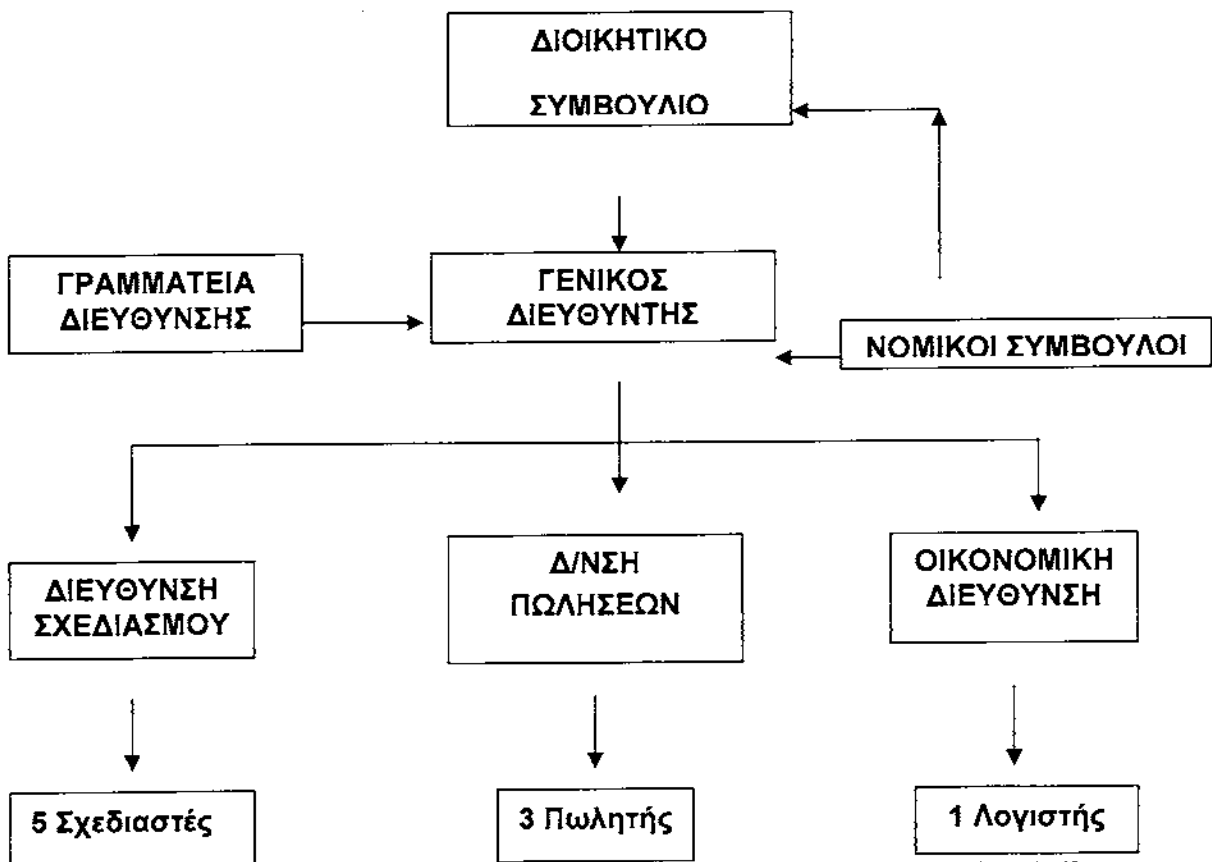 ΔΙΟΙΚΗΤΙΚΟ
ΣΥΜΒΟΥΛΙΟ
ΓΡΑΜΜΑΤΕΙΑ
ΔΙΕΥΘΥΝΣΗΣ
ΓΕΝΙΚΟΣ
ΔΙΕΥΘΥΝΤΗΣ
ΝΟΜΙΚΟΙ ΣΥΜΒΟΥΛΟΙ
ΔΙΕΥΘΥΝΣΗ
ΣΧΕΔΙΑΣΜΟΥ
Δ/ΝΣΗ
ΠΩΛΗΣΕΩΝ
ΟΙΚΟΝΟΜΙΚΗ
ΔΙΕΥΘΥΝΣΗ
5 Σχεδιαστές
3 Πωλητής
1 Λογιστής